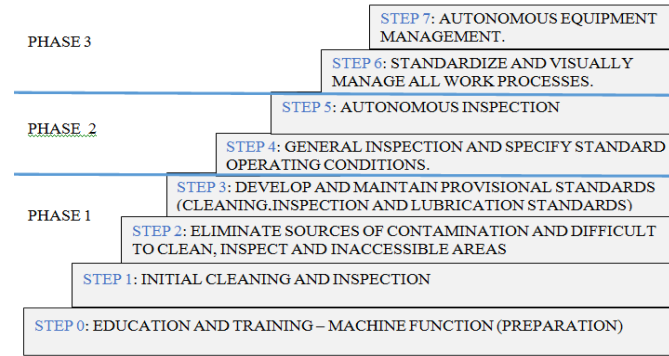 STEP 7: AUTONOMOUS EQUIPMENT
MANAGEMENT.
PHASE 3
STEP 6: STANDARDIZE AND VISUALLY
MANAGE ALL WORK PROCESSES.
STEP 5: AUTONOMOUS INSPECTION
PHASE 2
STEP 4: GENERAL INSPECTION AND SPECIFY STANDARD
OPERATING CONDITIONS.
STEP 3: DEVELOP AND MAINTAIN PROVISIONAL STANDARDS
(CLEANING,INSPECTION AND LUBRICATION STANDARDS)
PHASE 1
STEP 2: ELIMINATE SOURCES OF CONTAMINATION AND DIFFICULT
TO CLEAN, INSPECT AND INACCESSIBLE AREAS
STEP 1: INITIAL CLEANING AND INSPECTION
STEP 0: EDUCATION AND TRAINING – MACHINE FUNCTION (PREPARATION)